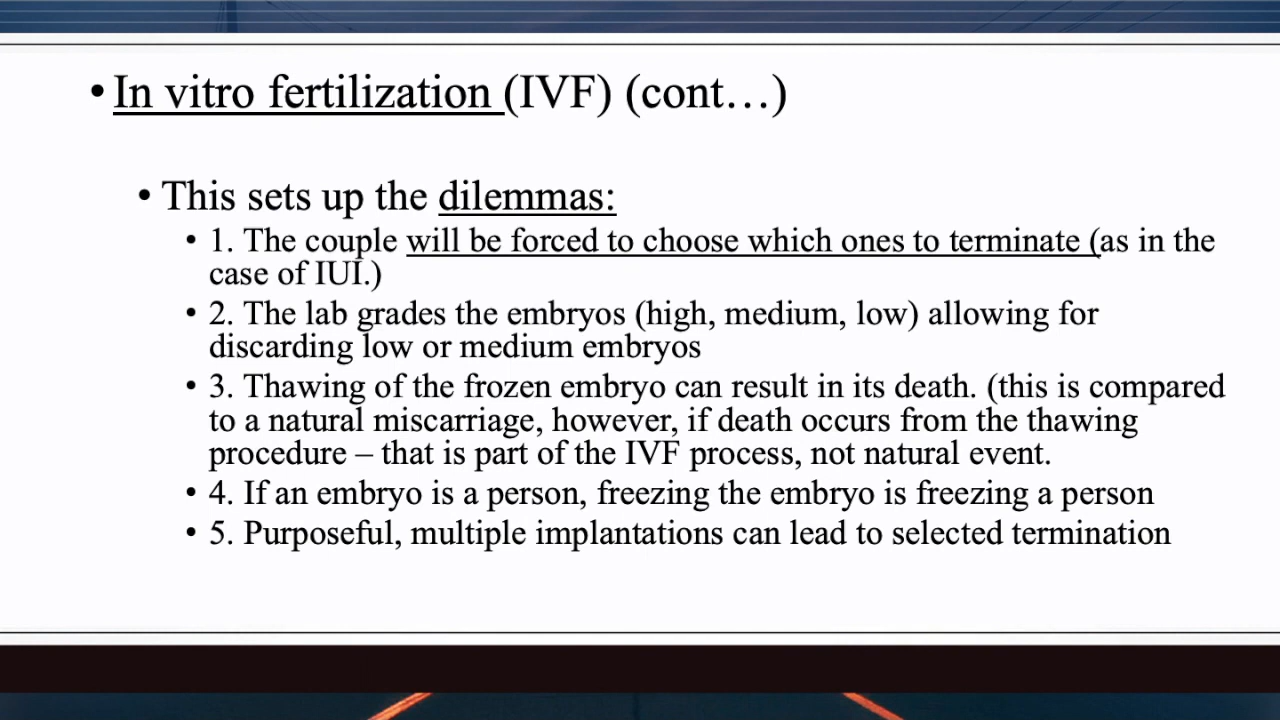 • In vitro fertilization (IVF) (cont…)
• This sets up the dilemmas:
• 1. The couple will be forced to choose which ones to terminate (as in the
case of IUI.)
• 2. The lab grades the embryos (high, medium, low) allowing for
discarding low or medium embryos
• 3. Thawing of the frozen embryo can result in its death. (this is compared
to a natural miscarriage, however, if death occurs from the thawing
procedure – that is part of the IVF process, not natural event.
• 4. If an embryo is a person, freezing the embryo is freezing a person
• 5. Purposeful, multiple implantations can lead to selected termination